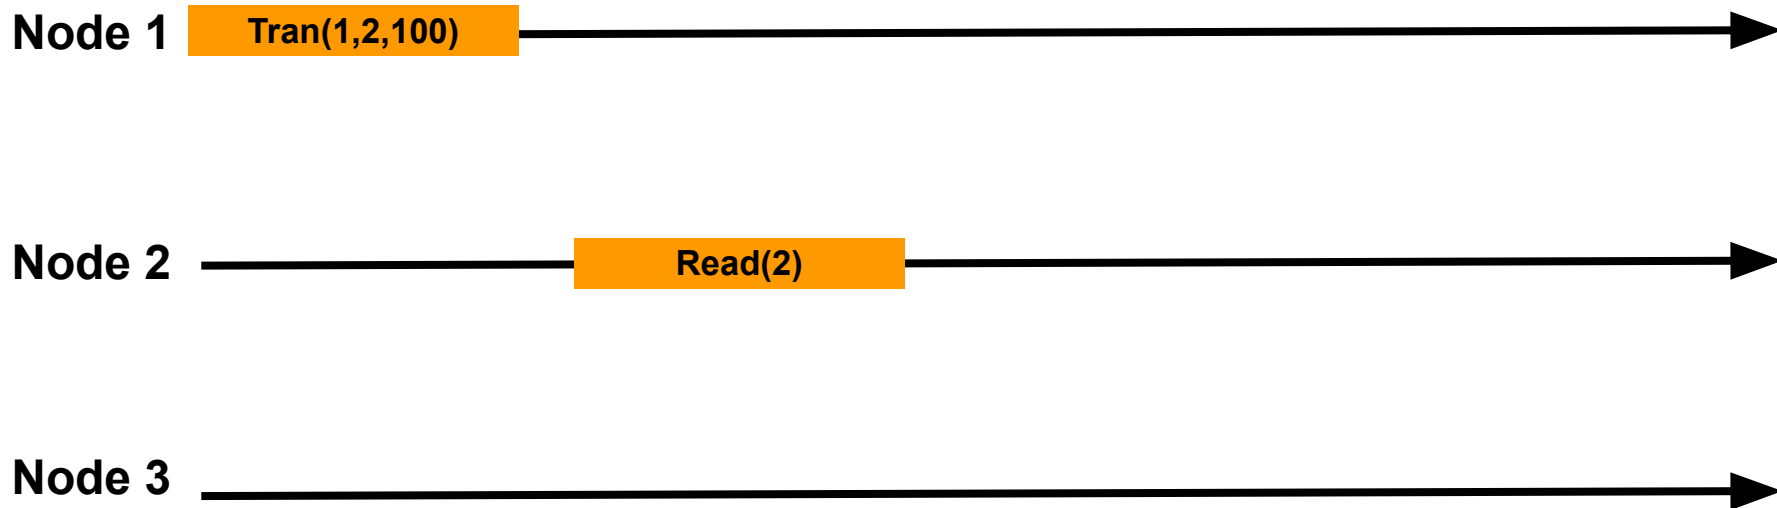 Node 1 Tran(1,2,100)
Node 2 Read(2)
Node 3